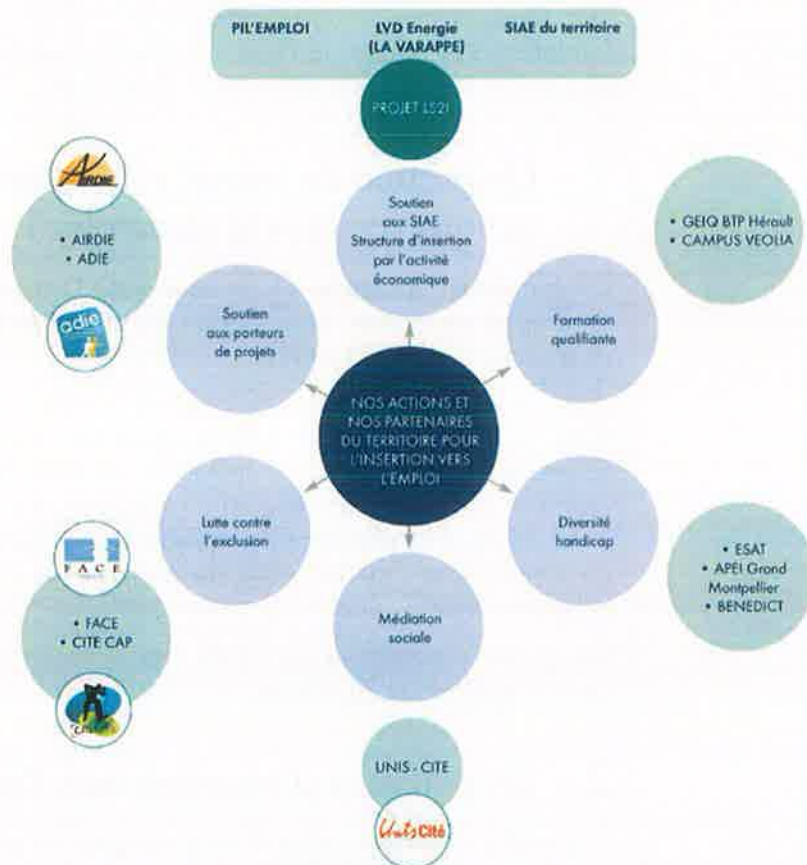 PIL'EMPLOI
LVD Energie
(LA VARAPPE)
SIAE du territoire
PROJET LS2I
AIRDIE
• AIRDIE
• ADIE
adie
Soutien
aux SIAE
Structure d'insertion
par l'activité
économique
• GEIQ BTP Hérault
• CAMPUS VEOLIA
Soutien
aux porteurs
de projets
Formation
qualifiante
NOS ACTIONS ET
NOS PARTENAIRES
DU TERRITOIRE POUR
L'INSERTION VERS
L'EMPLOI
Lutte contre
l'exclusion
Diversité
handicap
FACE
• FACE
• CITE CAP
• ESAT
• APEI Grand
Montpellier
• BENEDICT
Médiation
sociale
UNIS - CITE
Unis Cité